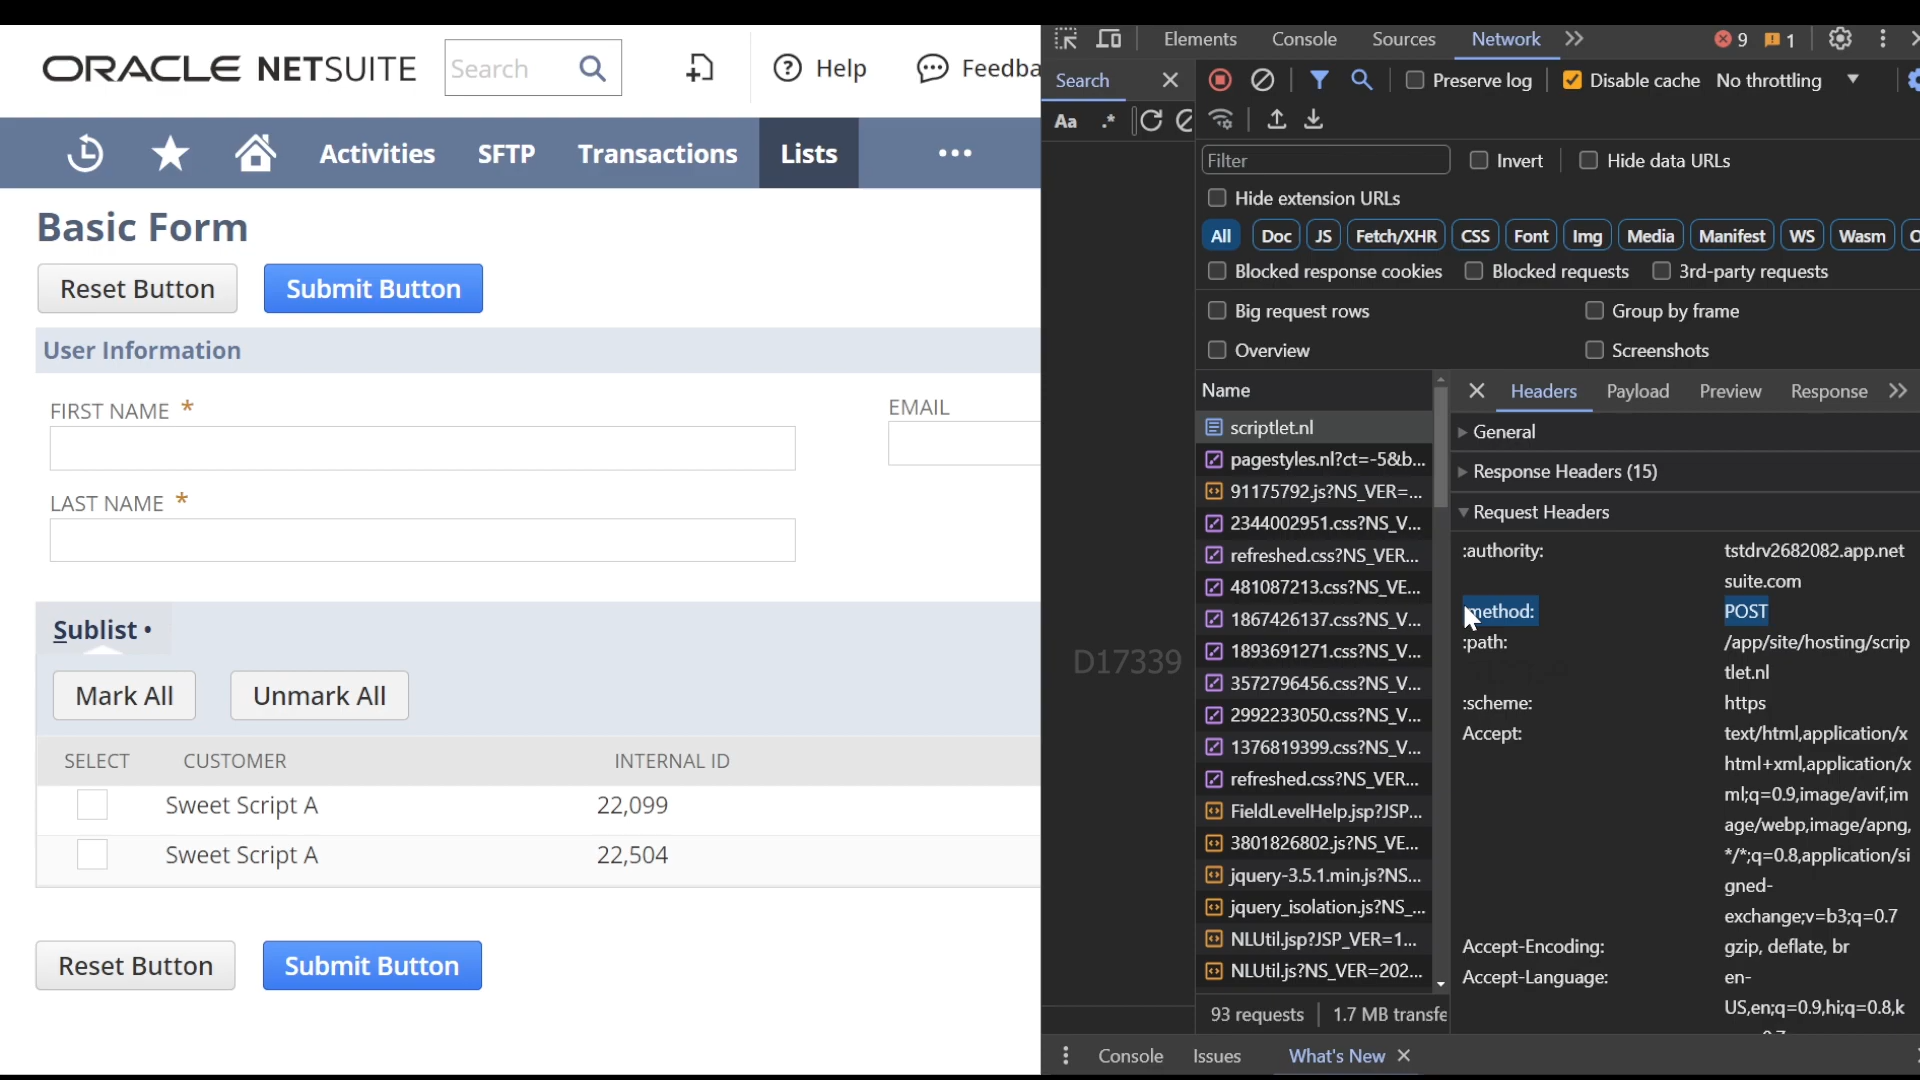 ORACLE NETSUITE Search Help Feedba
Activities SFTP Transactions Lists ...
Basic Form
Reset Button Submit Button
User Information
FIRST NAME *
EMAIL
LAST NAME *
Sublist •
Mark All Unmark All
SELECT CUSTOMER INTERNAL ID
Sweet Script A 22,099
Sweet Script A 22,504
Reset Button Submit Button
Elements Console Sources Network 9 1
Search
Preserve log Disable cache No throttling
Aa .*
Filter Invert Hide data URLs
Hide extension URLs
All Doc JS Fetch/XHR CSS Font Img Media Manifest WS Wasm
Blocked response cookies Blocked requests 3rd-party requests
Big request rows Group by frame
Overview Screenshots
D17339
Name
scriptlet.nl
pagestyles.nl?ct=-5&b...
91175792.js?NS_VER=...
2344002951.css?NS_V...
refreshed.css?NS_VER...
481087213.css?NS_VE...
1867426137.css?NS_V...
1893691271.css?NS_V...
3572796456.css?NS_V...
2992233050.css?NS_V...
1376819399.css?NS_V...
refreshed.css?NS_VER...
FieldLevelHelp.jsp?JSP...
3801826802.js?NS_VE...
jquery-3.5.1.min.js?NS...
jquery_isolation.js?NS_...
NLUtil.jsp?JSP_VER=1...
NLUtil.js?NS_VER=202...
93 requests 1.7 MB transfe
Headers Payload Preview Response
General
Response Headers (15)
Request Headers
:authority: tstdrv2682082.app.net
suite.com
method: POST
:path: /app/site/hosting/scrip
tlet.nl
:scheme: https
Accept: text/html,application/x
html+xml,application/x
ml;q=0.9,image/avif,im
age/webp,image/apng,
*/*;q=0.8,application/si
gned-
exchange;v=b3;q=0.7
Accept-Encoding: gzip, deflate, br
Accept-Language: en-
US,en;q=0.9,hi;q=0.8,k
Console Issues What's New